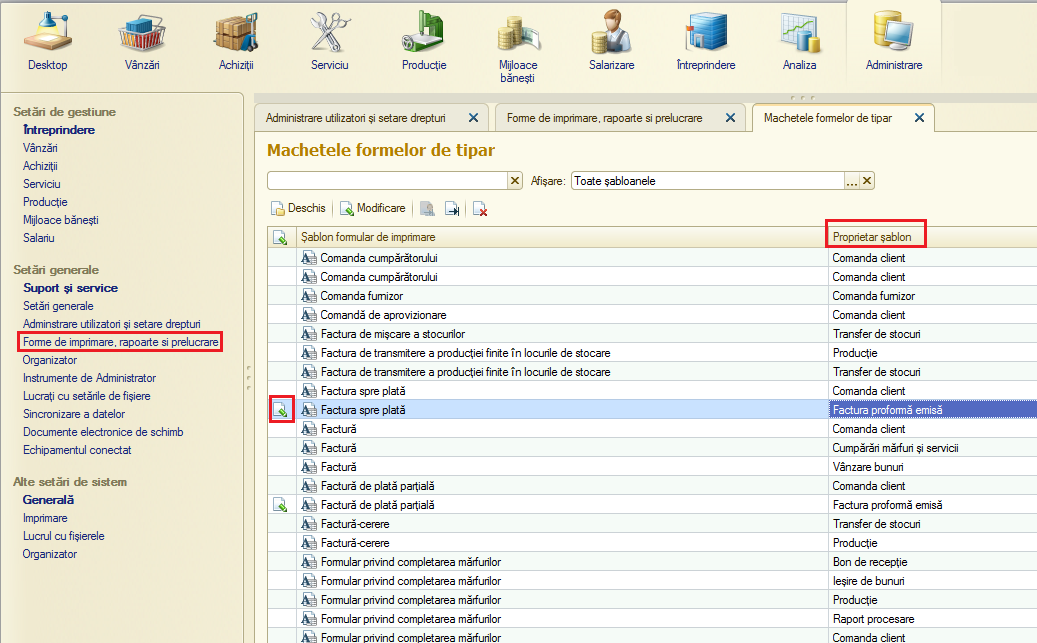 Desktop
Vânzări
Achiziții
Serviciu
Producție
Mijloace
bănești
Salarizare
Întreprindere
Analiza
Administrare
Setări de gestiune
Întreprindere
Vânzări
Achiziții
Serviciu
Producție
Mijloace bănești
Salariu
Setări generale
Suport și service
Setări generale
Adminstrare utilizatori și setare drepturi
Forme de imprimare, rapoarte si prelucrare
Organizator
Instrumente de Administrator
Lucrați cu setările de fișiere
Sincronizare a datelor
Documente electronice de schimb
Echipamentul conectat
Alte setări de sistem
Generală
Imprimare
Lucrul cu fișierele
Organizator
Administrare utilizatori și setare drepturi
Forme de imprimare, rapoarte si prelucrare
Machetele formelor de tipar
Machetele formelor de tipar
Afișare: Toate șabloanele ...
Deschis Modificare
Șablon formular de imprimare Proprietar șablon
Comanda cumpărătorului Comanda client
Comanda cumpărătorului Comanda client
Comanda furnizor Comanda furnizor
Comandă de aprovizionare Comanda client
Factura de mișcare a stocurilor Transfer de stocuri
Factura de transmitere a producției finite în locurile de stocare Producție
Factura de transmitere a producției finite în locurile de stocare Transfer de stocuri
Factura spre plată Comanda client
Factura spre plată Factura proformă emisă
Factură Comanda client
Factură Cumpărări mărfuri și servicii
Factură Vânzare bunuri
Factură de plată parțială Comanda client
Factură de plată parțială Factura proformă emisă
Factură-cerere Transfer de stocuri
Factură-cerere Producție
Formular privind completarea mărfurilor Bon de recepție
Formular privind completarea mărfurilor Ieșire de bunuri
Formular privind completarea mărfurilor Producție
Formular privind completarea mărfurilor Raport procesare
Formular privind completarea mărfurilor Comanda client